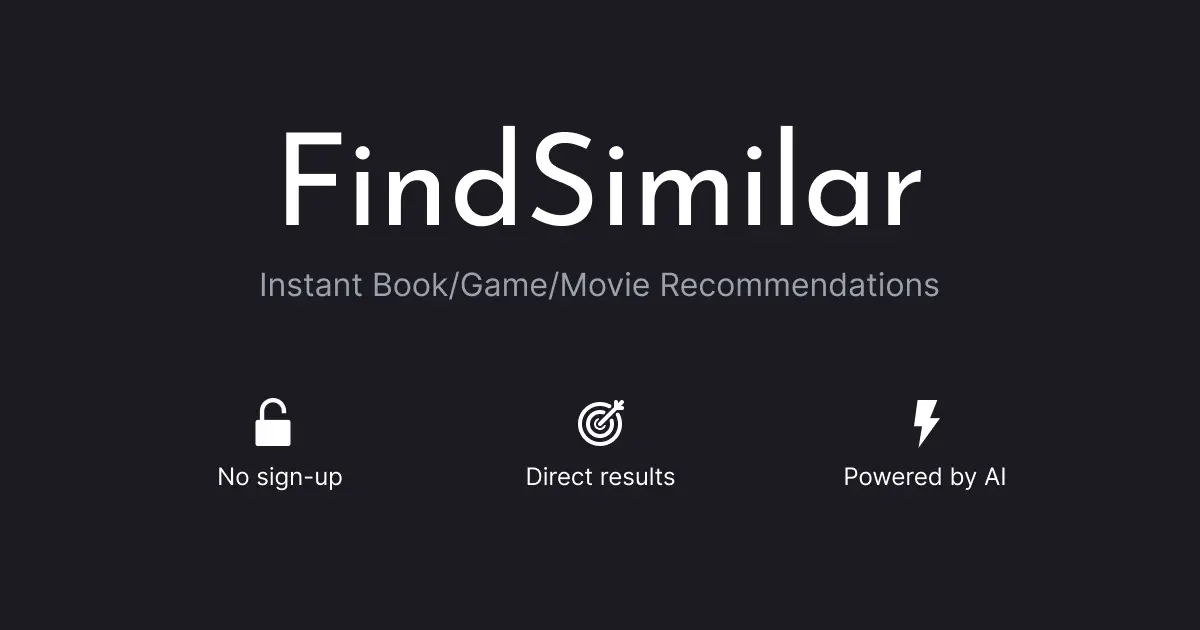 FindSimilar
Instant Book/Game/Movie Recommendations
No sign-up
Direct results
Powered by AI